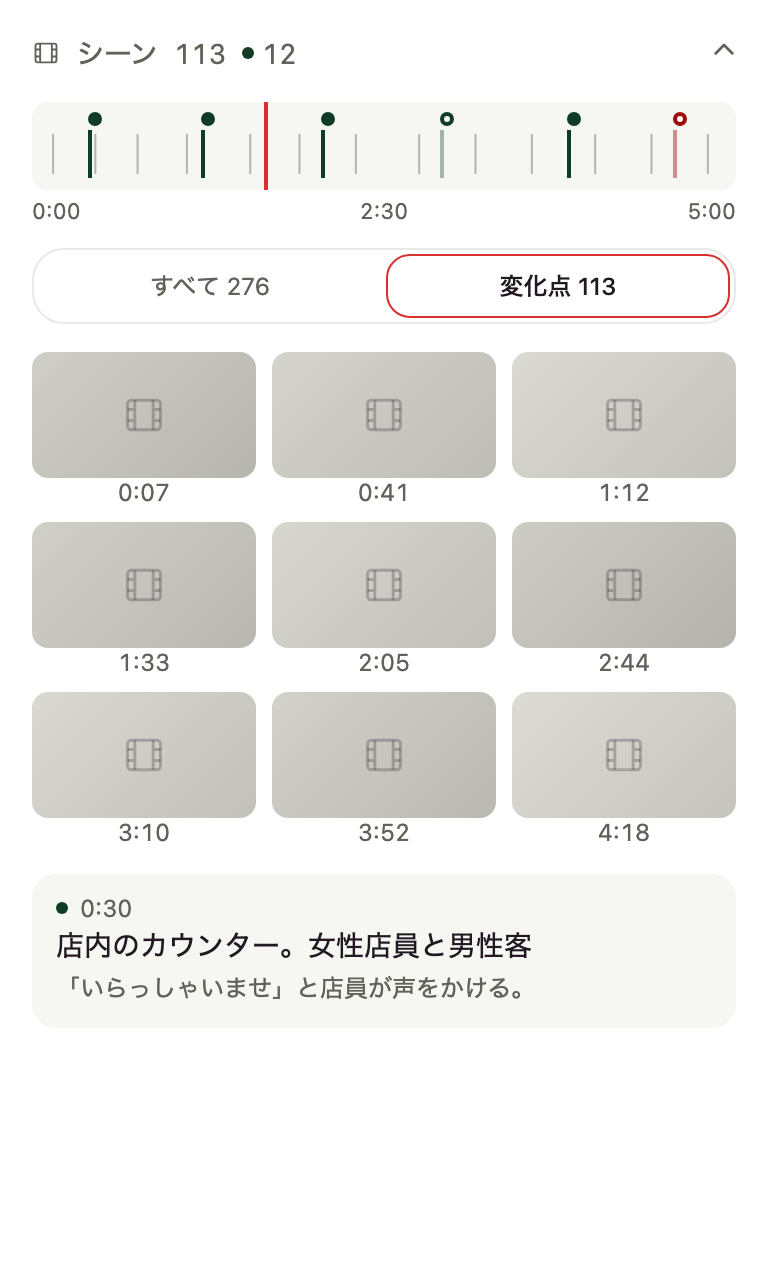 シーン 113 ● 12
0:00 2:30 5:00
すべて 276 変化点 113
0:07 0:41 1:12
1:33 2:05 2:44
3:10 3:52 4:18
0:30
店内のカウンター。女性店員と男性客
「いらっしゃいませ」と店員が声をかける。